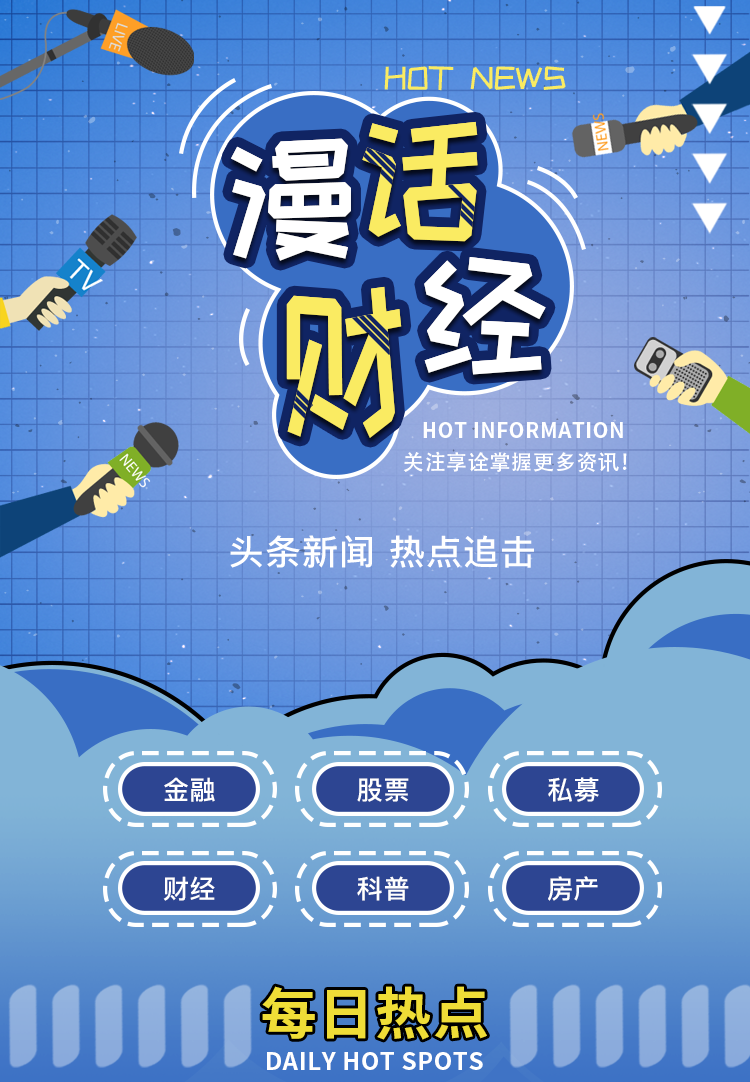 HOT NEWS
LIVE
NEWS
漫话
财经
TV
HOT INFORMATION
关注享诠掌握更多资讯!
NEWS
头条新闻 热点追击
金融 股票 私募
财经 科普 房产
每日热点
DAILY HOT SPOTS